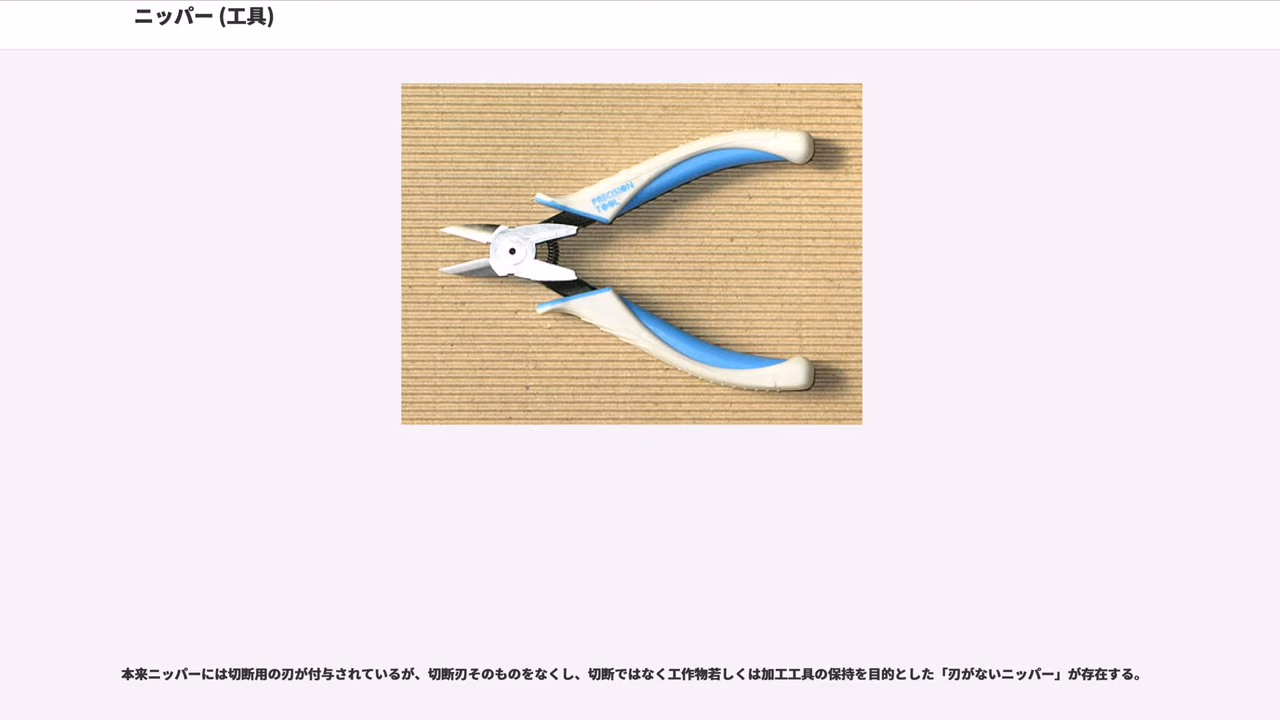 ニッパー (工具)
PRECISION
TOOL
本来ニッパーには切断用の刃が付与されているが、切断刃そのものをなくし、切断ではなく工作物若しくは加工工具の保持を目的とした「刃がないニッパー」が存在する。